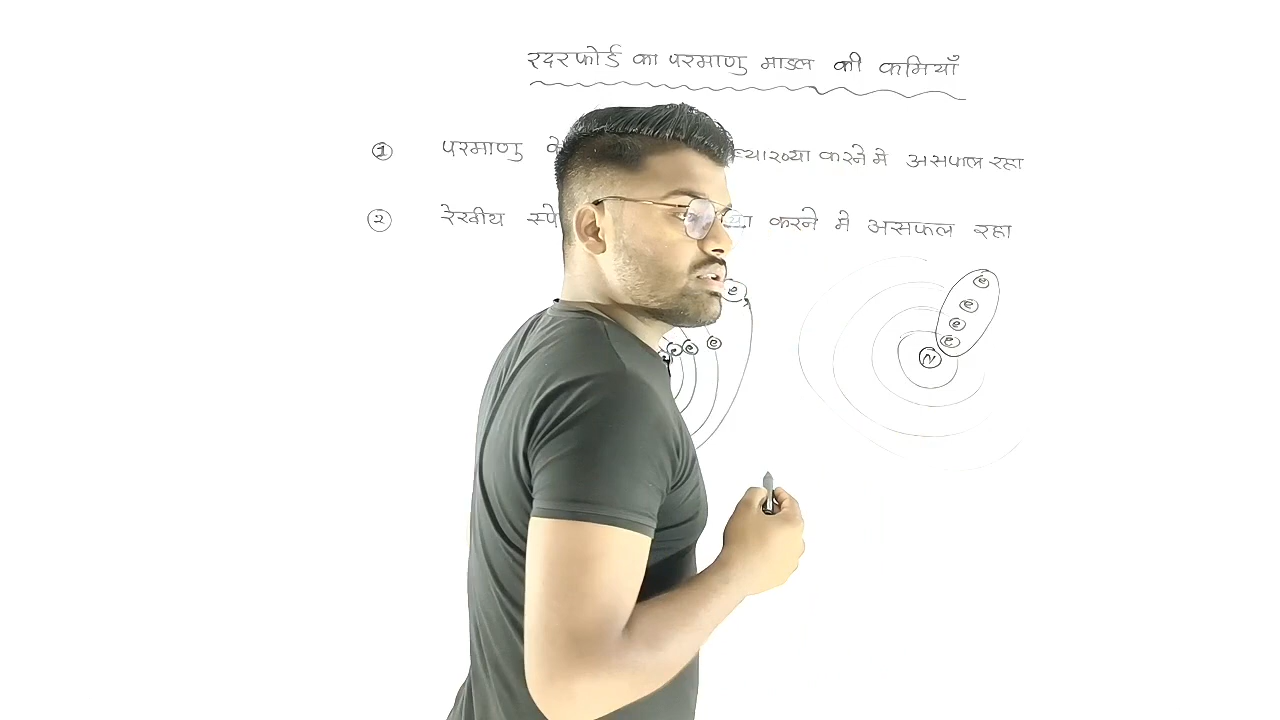 रदरफोर्ड का परमाणु माडल की कमियाँ
1 परमाणु के व्याख्या करने मे असफल रहा
2 रेखीय स्पे करने मे असफल रहा
e
e
e
e
e
e
e
e